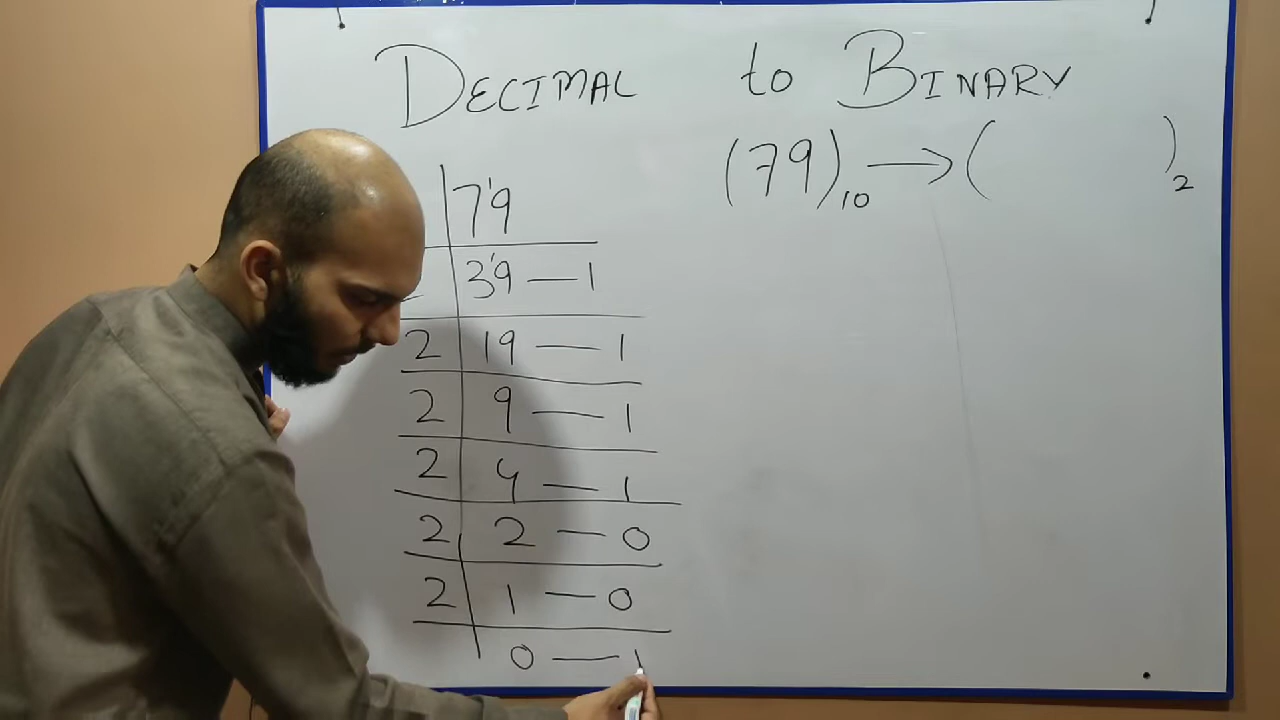 DECIMAL to BINARY
(79)10 → ( )2
79
39 — 1
2 19 — 1
2 9 — 1
2 4 — 1
2 2 — 0
2 1 — 0
0 — 1